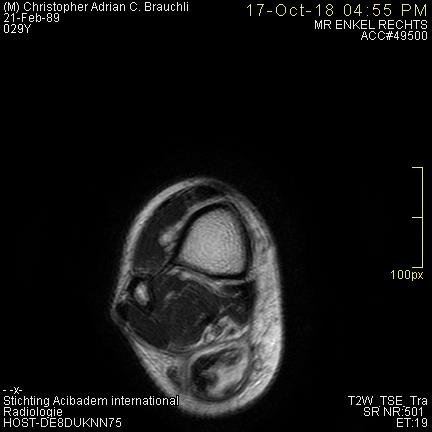 (M) Christopher Adrian C. Brauchli
21-Feb-89
029Y
17-Oct-18 04:55 PM
MR ENKEL RECHTS
ACC#49500
100px
--x-
Stichting Acibadem international
Radiologie
HOST-DE8DUKNN75
T2W_TSE_Tra
SR NR:501
ET:19